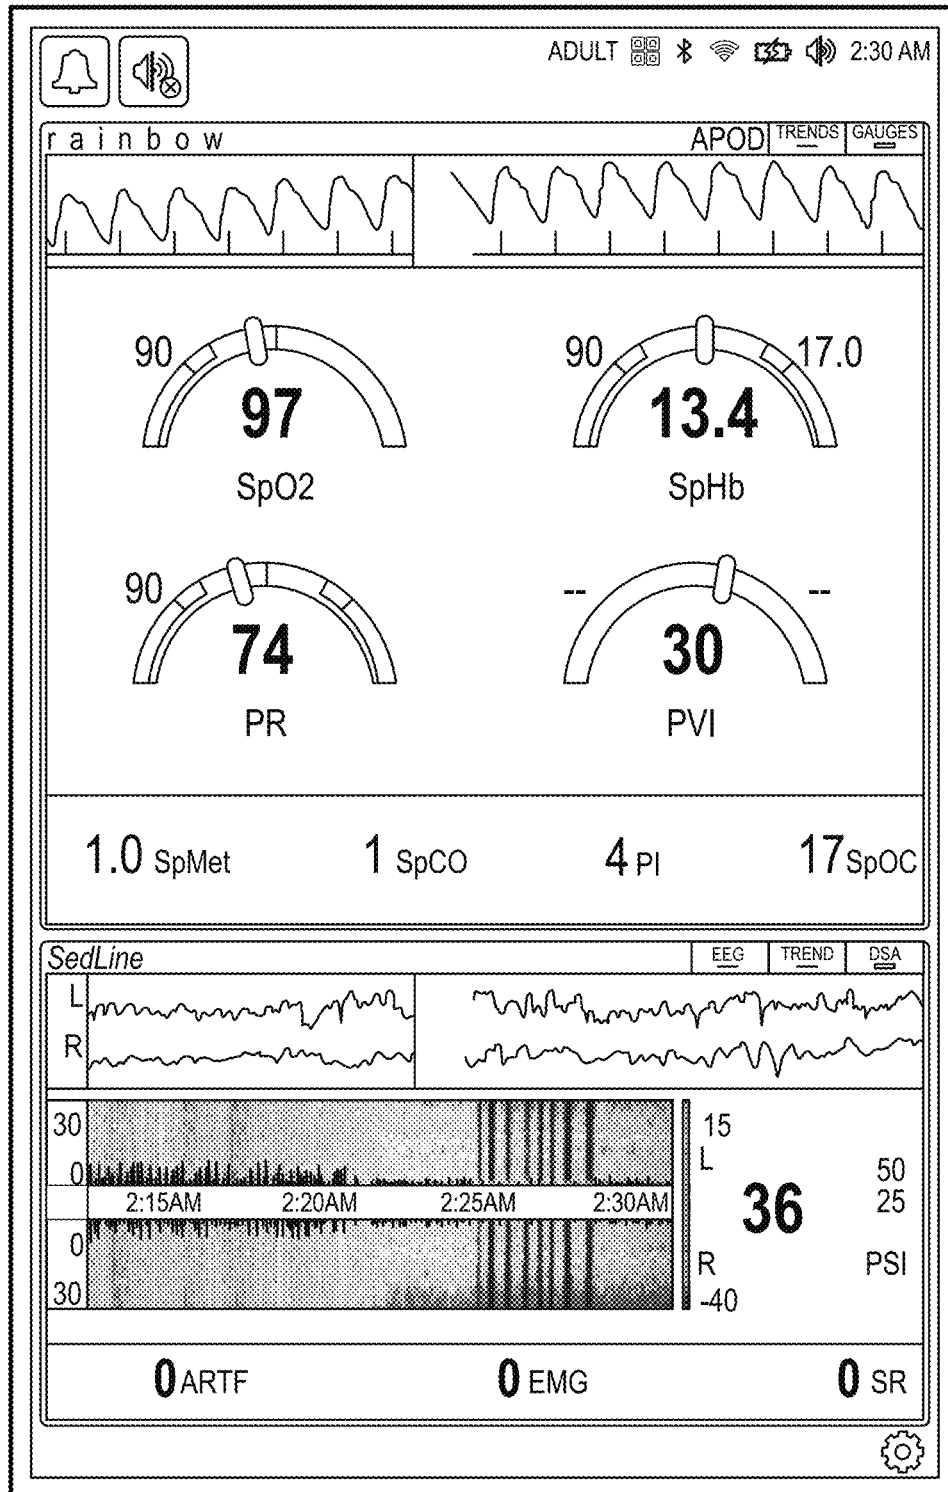 ADULT 2:30 AM
rainbow APOD TRENDS GAUGES
90
97
SpO2
90 17.0
13.4
SpHb
90
74
PR
-- --
30
PVI
1.0 SpMet 1 SpCO 4 PI 17 SpOC
SedLine EEG TREND DSA
L
R
30
0
2:15AM 2:20AM 2:25AM 2:30AM
0
30
15
L
R
-40
36
50
25
PSI
0 ARTF 0 EMG 0 SR